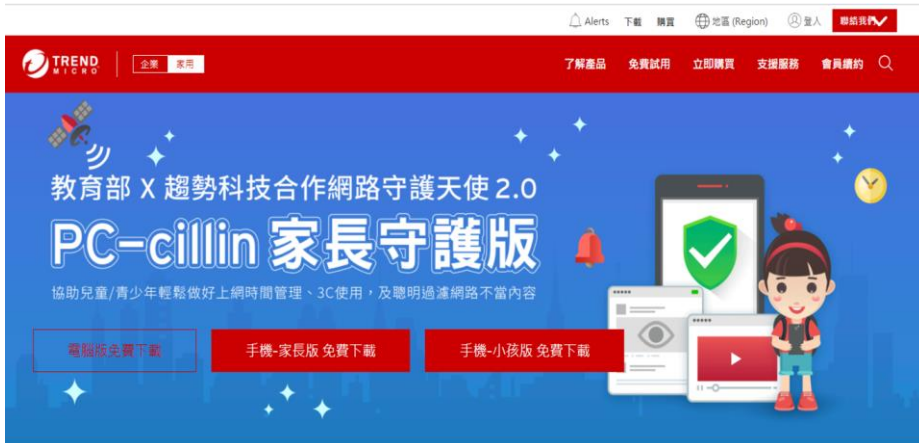 Alerts 下載 購買 地區 (Region) 登入 聯絡我們
TREND MICRO 企業 家用 了解產品 免費試用 立即購買 支援服務 會員續約
教育部 X 趨勢科技合作網路守護天使 2.0
PC-cillin 家長守護版
協助兒童/青少年輕鬆做好上網時間管理、3C使用，及聰明過濾網路不當內容
電腦版免費下載 手機-家長版 免費下載 手機-小孩版 免費下載